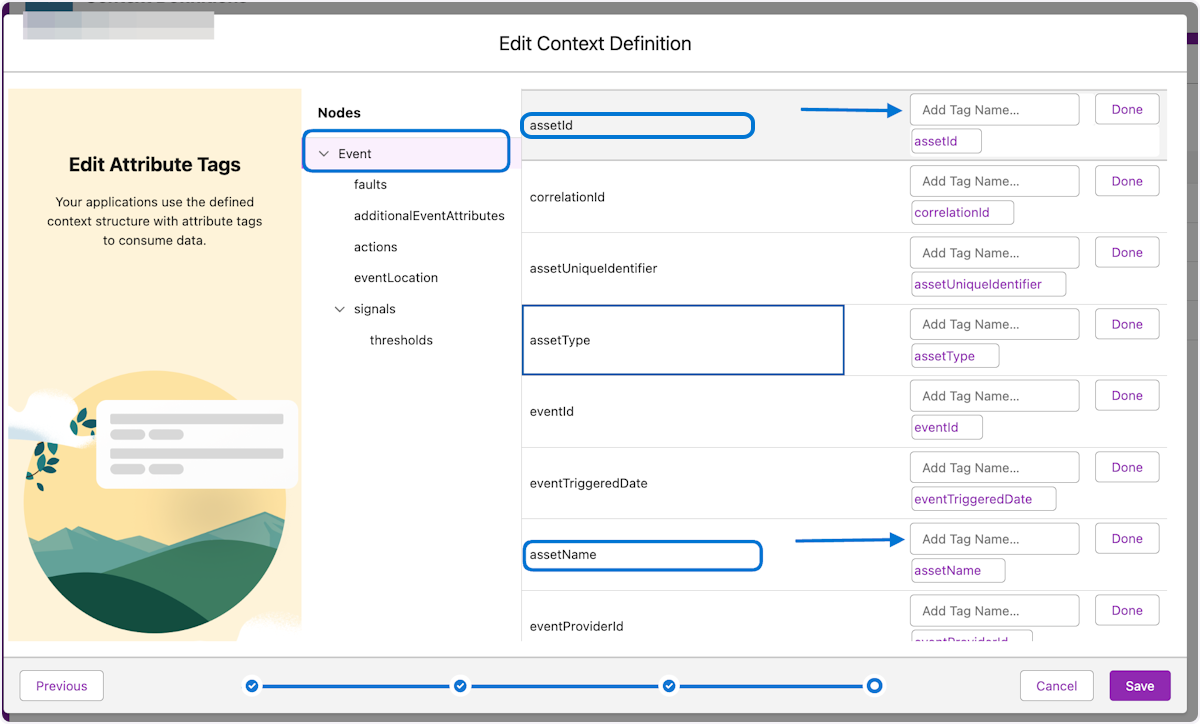 Edit Context Definition
Edit Attribute Tags
Your applications use the defined
context structure with attribute tags
to consume data.
Nodes
Event
faults
additionalEventAttributes
actions
eventLocation
signals
thresholds
assetId
Add Tag Name...
Done
assetId
correlationId
Add Tag Name...
Done
correlationId
assetUniqueIdentifier
Add Tag Name...
Done
assetUniqueIdentifier
assetType
Add Tag Name...
Done
assetType
eventId
Add Tag Name...
Done
eventId
eventTriggeredDate
Add Tag Name...
Done
eventTriggeredDate
assetName
Add Tag Name...
Done
assetName
eventProviderId
Add Tag Name...
Done
eventProviderId
Previous
Cancel
Save